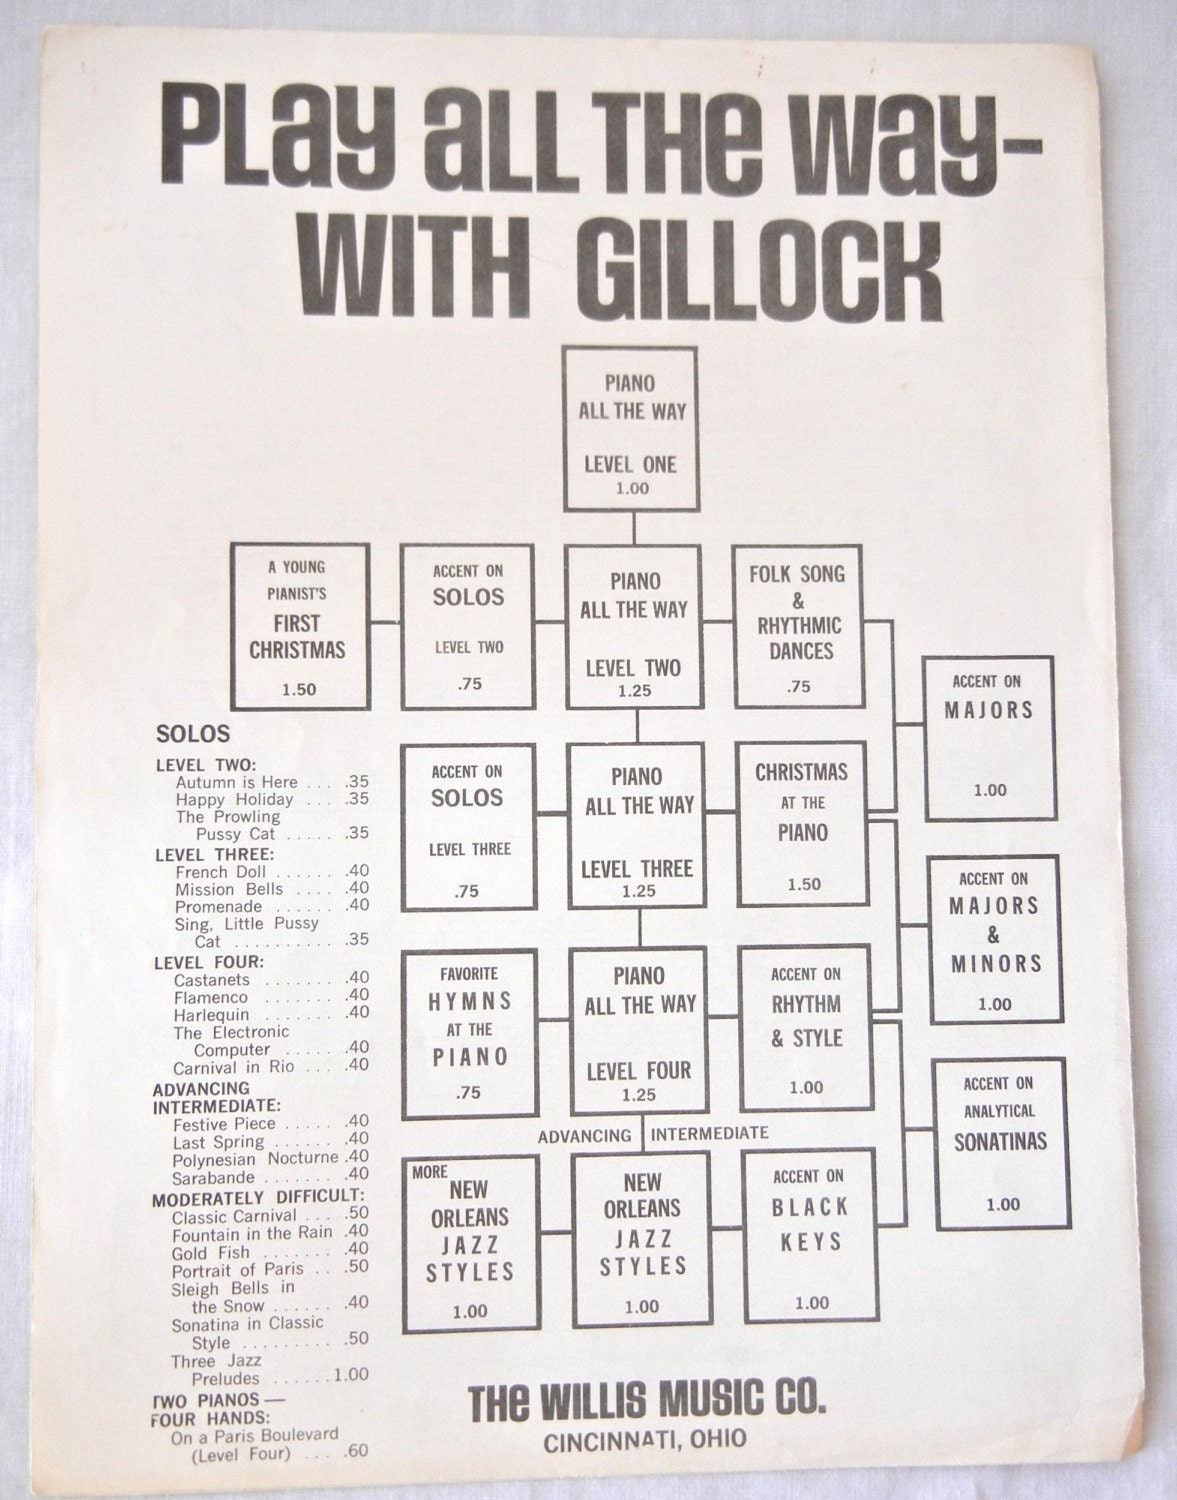 PLay aLL THe way-
WITH GILLOCK
PIANO
ALL THE WAY
LEVEL ONE
1.00
A YOUNG
PIANIST'S
FIRST
CHRISTMAS
1.50
ACCENT ON
SOLOS
LEVEL TWO
.75
PIANO
ALL THE WAY
LEVEL TWO
1.25
FOLK SONG
&
RHYTHMIC
DANCES
.75
ACCENT ON
MAJORS
1.00
ACCENT ON
SOLOS
LEVEL THREE
.75
PIANO
ALL THE WAY
LEVEL THREE
1.25
CHRISTMAS
AT THE
PIANO
1.50
ACCENT ON
MAJORS
&
MINORS
1.00
FAVORITE
HYMNS
AT THE
PIANO
.75
PIANO
ALL THE WAY
LEVEL FOUR
1.25
ACCENT ON
RHYTHM
& STYLE
1.00
ACCENT ON
ANALYTICAL
SONATINAS
1.00
ADVANCING INTERMEDIATE
MORE
NEW
ORLEANS
JAZZ
STYLES
1.00
NEW
ORLEANS
JAZZ
STYLES
1.00
ACCENT ON
BLACK
KEYS
1.00
SOLOS
LEVEL TWO:
Autumn is Here . . . .35
Happy Holiday . . . .35
The Prowling
Pussy Cat . . . . . .35
LEVEL THREE:
French Doll . . . . . . .40
Mission Bells . . . . .40
Promenade . . . . . . .40
Sing, Little Pussy
Cat . . . . . . . . . . .35
LEVEL FOUR:
Castanets . . . . . . . .40
Flamenco . . . . . . . .40
Harlequin . . . . . . . .40
The Electronic
Computer . . . . . .40
Carnival in Rio . . . .40
ADVANCING
INTERMEDIATE:
Festive Piece . . . . . .40
Last Spring . . . . . . .40
Polynesian Nocturne .40
Sarabande . . . . . . . .40
MODERATELY DIFFICULT:
Classic Carnival . . . .50
Fountain in the Rain .40
Gold Fish . . . . . . . .40
Portrait of Paris . . .50
Sleigh Bells in
the Snow . . . . . . .40
Sonatina in Classic
Style . . . . . . . . . .50
Three Jazz
Preludes . . . . . . 1.00
TWO PIANOS —
FOUR HANDS:
On a Paris Boulevard
(Level Four) . . . .60
THe WILLIS MUSIC CO.
CINCINNATI, OHIO